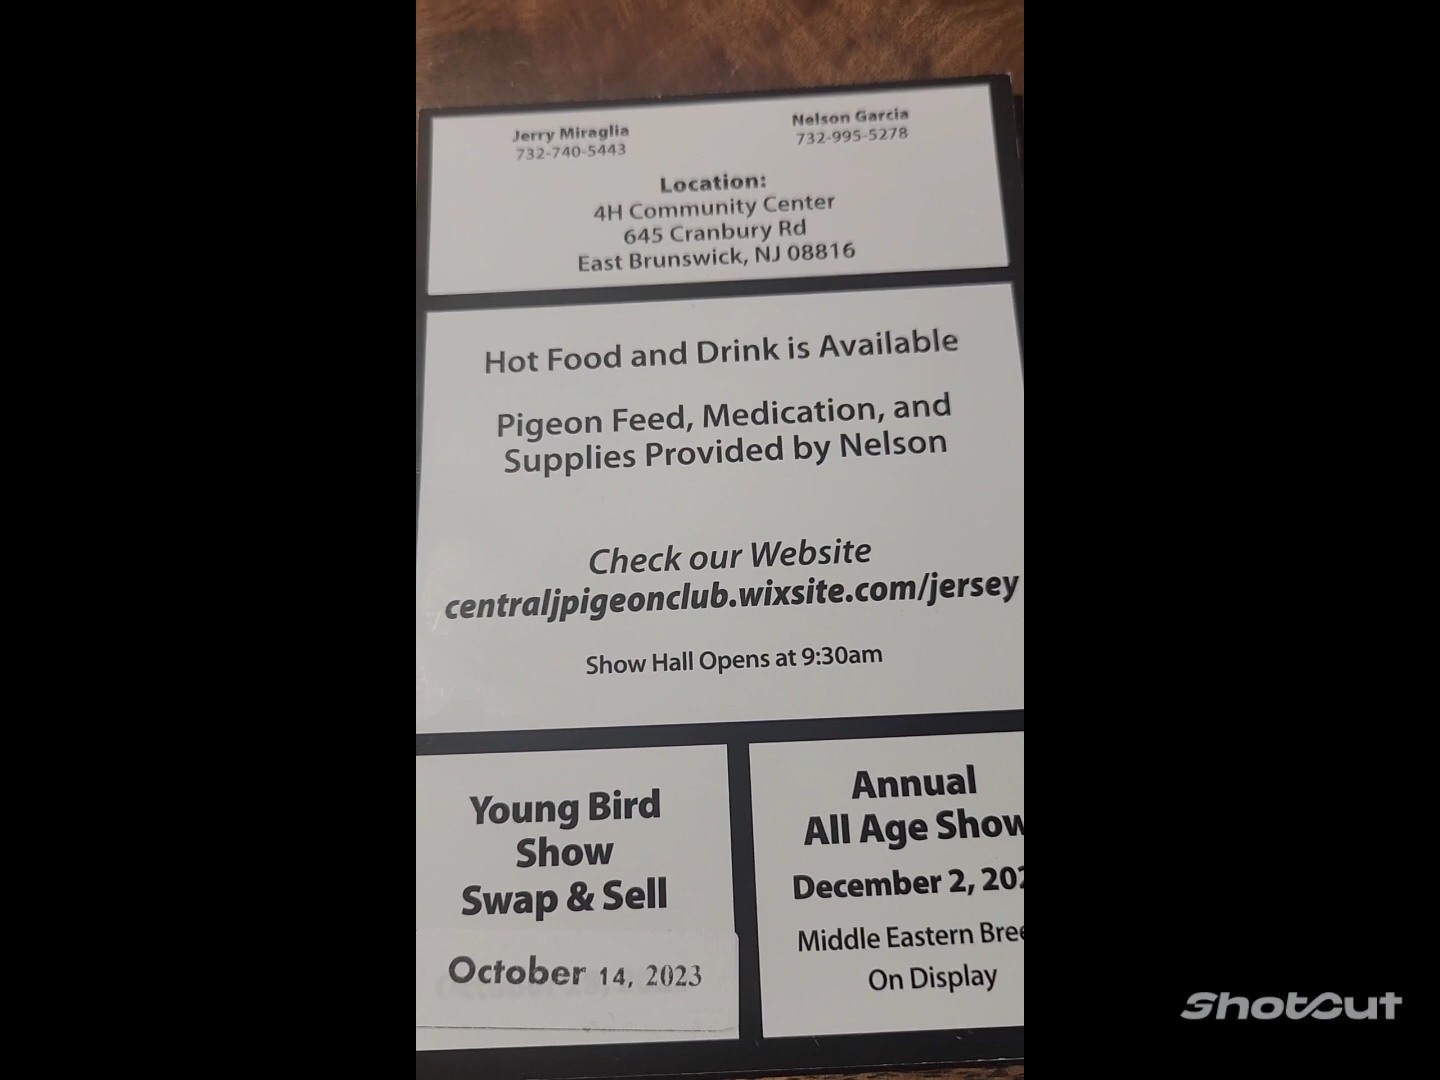 Jerry Miraglia
732-740-5443
Nelson Garcia
732-995-5278
Location:
4H Community Center
645 Cranbury Rd
East Brunswick, NJ 08816
Hot Food and Drink is Available
Pigeon Feed, Medication, and
Supplies Provided by Nelson
Check our Website
centraljpigeonclub.wixsite.com/jersey
Show Hall Opens at 9:30am
Young Bird
Show
Swap & Sell
October 14, 2023
Annual
All Age Show
December 2, 202
Middle Eastern Bree
On Display
ShotCut